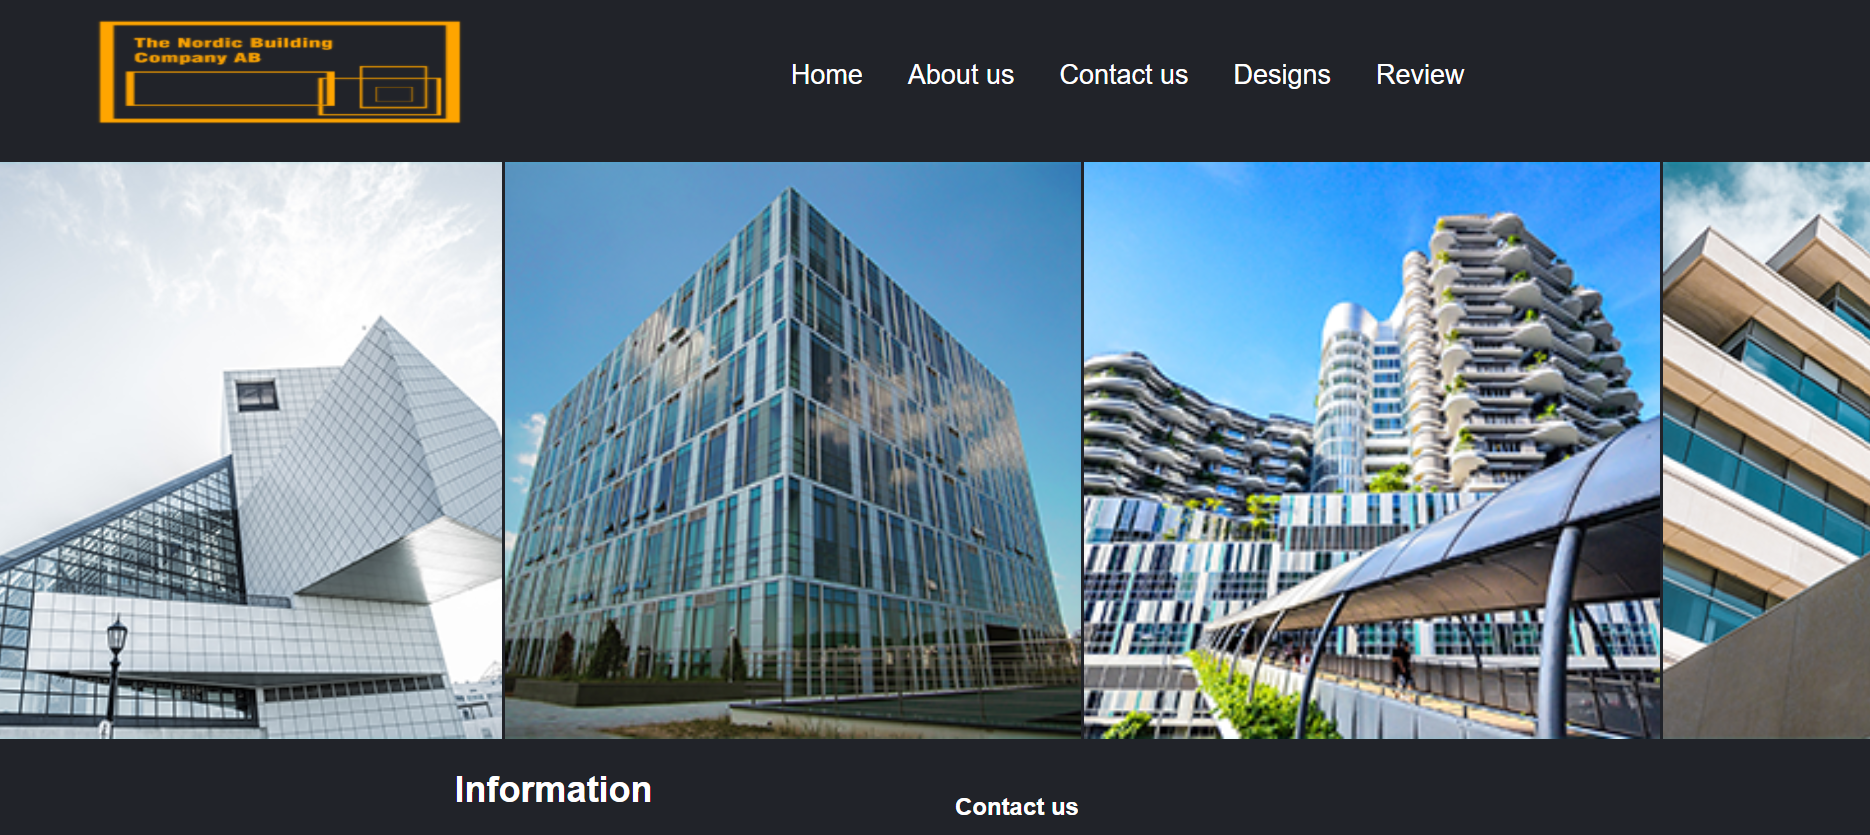 The Nordic Building
Company AB
Home About us Contact us Designs Review
Information
Contact us